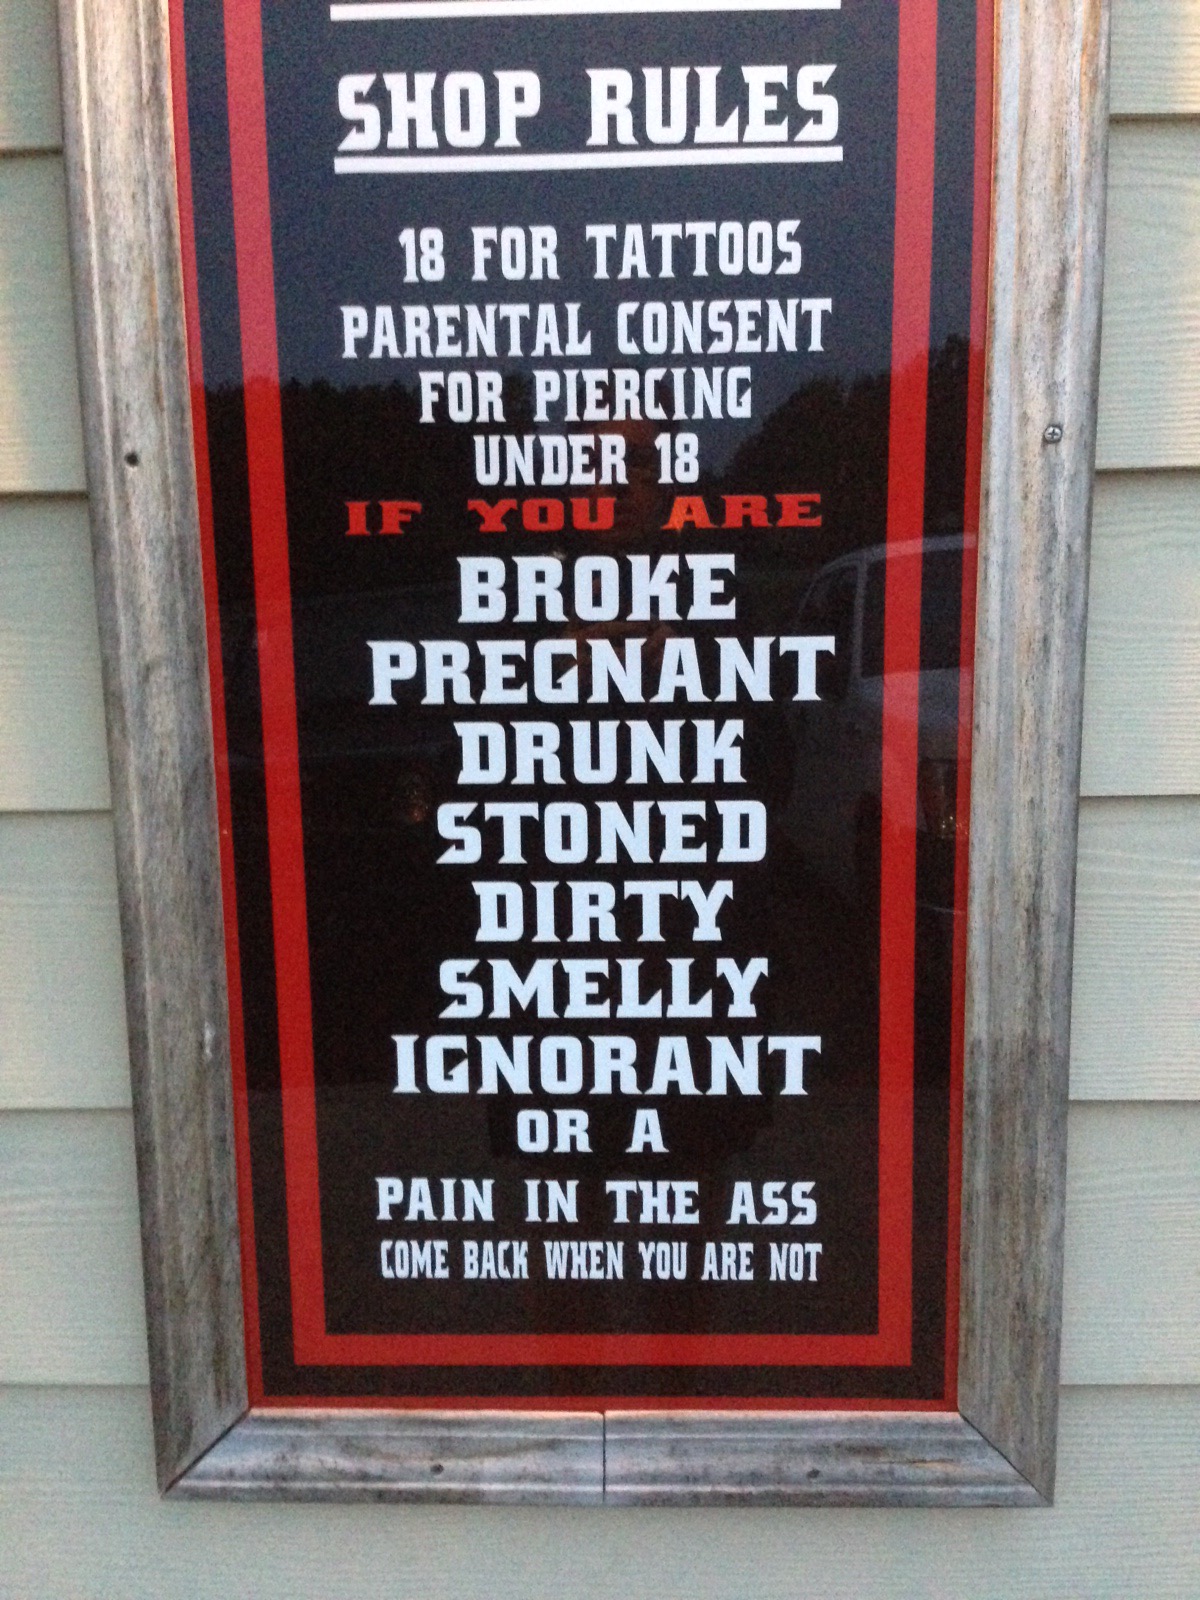 SHOP RULES
18 FOR TATTOOS
PARENTAL CONSENT
FOR PIERCING
UNDER 18
IF YOU ARE
BROKE
PREGNANT
DRUNK
STONED
DIRTY
SMELLY
IGNORANT
OR A
PAIN IN THE ASS
COME BACK WHEN YOU ARE NOT